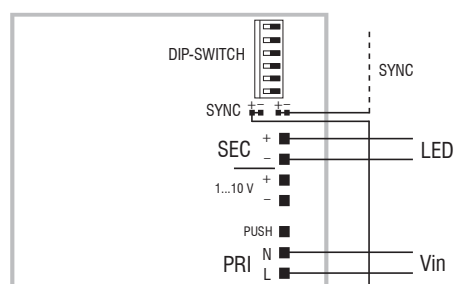 DIP-SWITCH
SYNC
SYNC
+ − + −
SEC
+
−
LED
1...10 V
+
−
PUSH
PRI
N
L
Vin